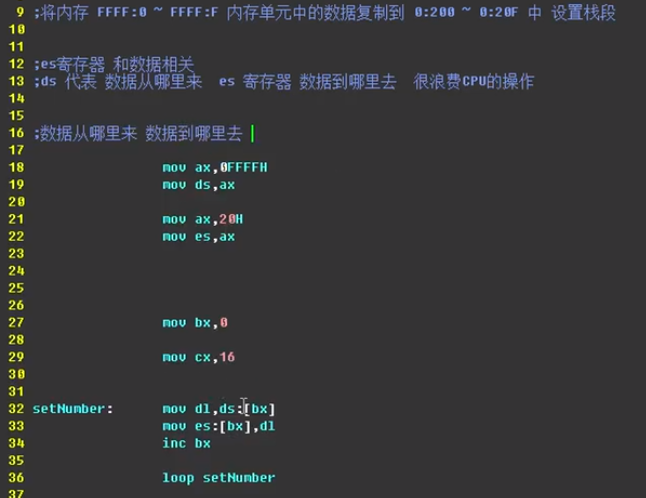 9 ;将内存 FFFF:0 ~ FFFF:F 内存单元中的数据复制到 0:200 ~ 0:20F 中 设置栈段
10
11
12 ;es寄存器 和数据相关
13 ;ds 代表 数据从哪里来 es 寄存器 数据到哪里去 很浪费CPU的操作
14
15
16 ;数据从哪里来 数据到哪里去
17
18 mov ax,0FFFFH
19 mov ds,ax
20
21 mov ax,20H
22 mov es,ax
23
24
25
26
27 mov bx,0
28
29 mov cx,16
30
31
32 setNumber: mov dl,ds:[bx]
33 mov es:[bx],dl
34 inc bx
35
36 loop setNumber
37